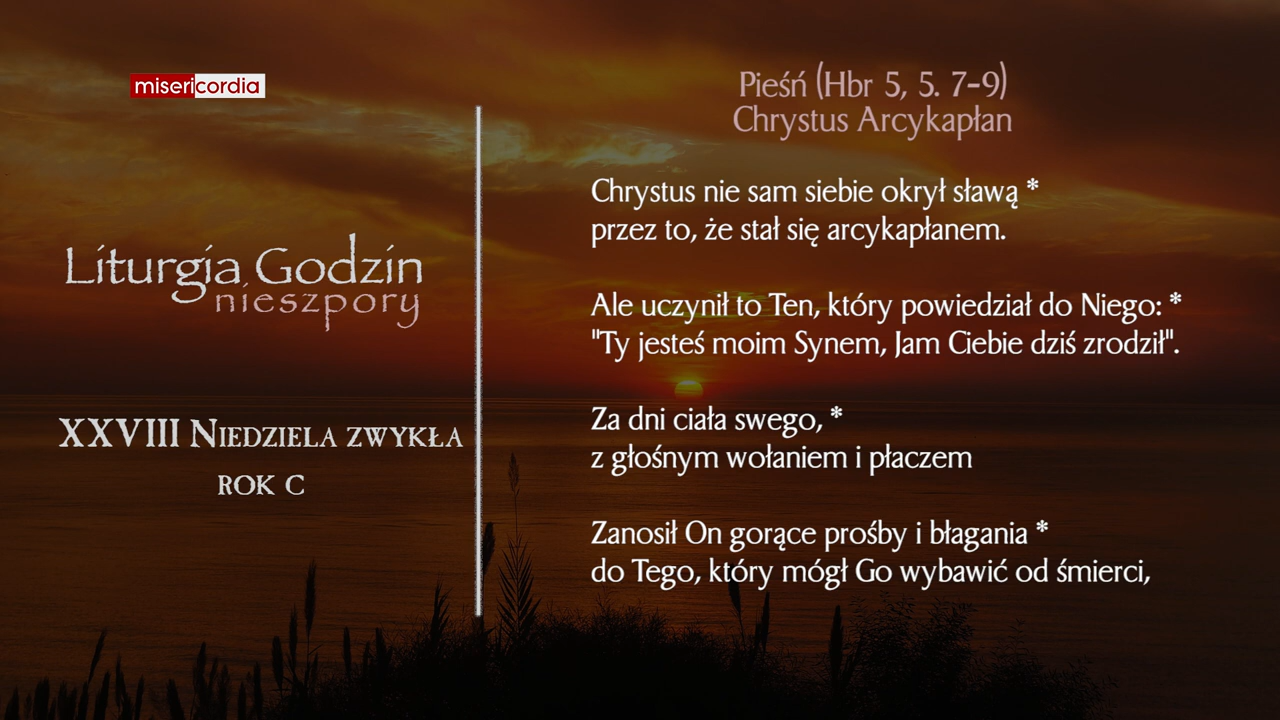 misericordia
Liturgia Godzin
nieszpory
XXVIII Niedziela zwykła
rok C
Pieśń (Hbr 5, 5. 7-9)
Chrystus Arcykapłan
Chrystus nie sam siebie okrył sławą *
przez to, że stał się arcykapłanem.
Ale uczynił to Ten, który powiedział do Niego: *
"Ty jesteś moim Synem, Jam Ciebie dziś zrodził".
Za dni ciała swego, *
z głośnym wołaniem i płaczem
Zanosił On gorące prośby i błagania *
do Tego, który mógł Go wybawić od śmierci,